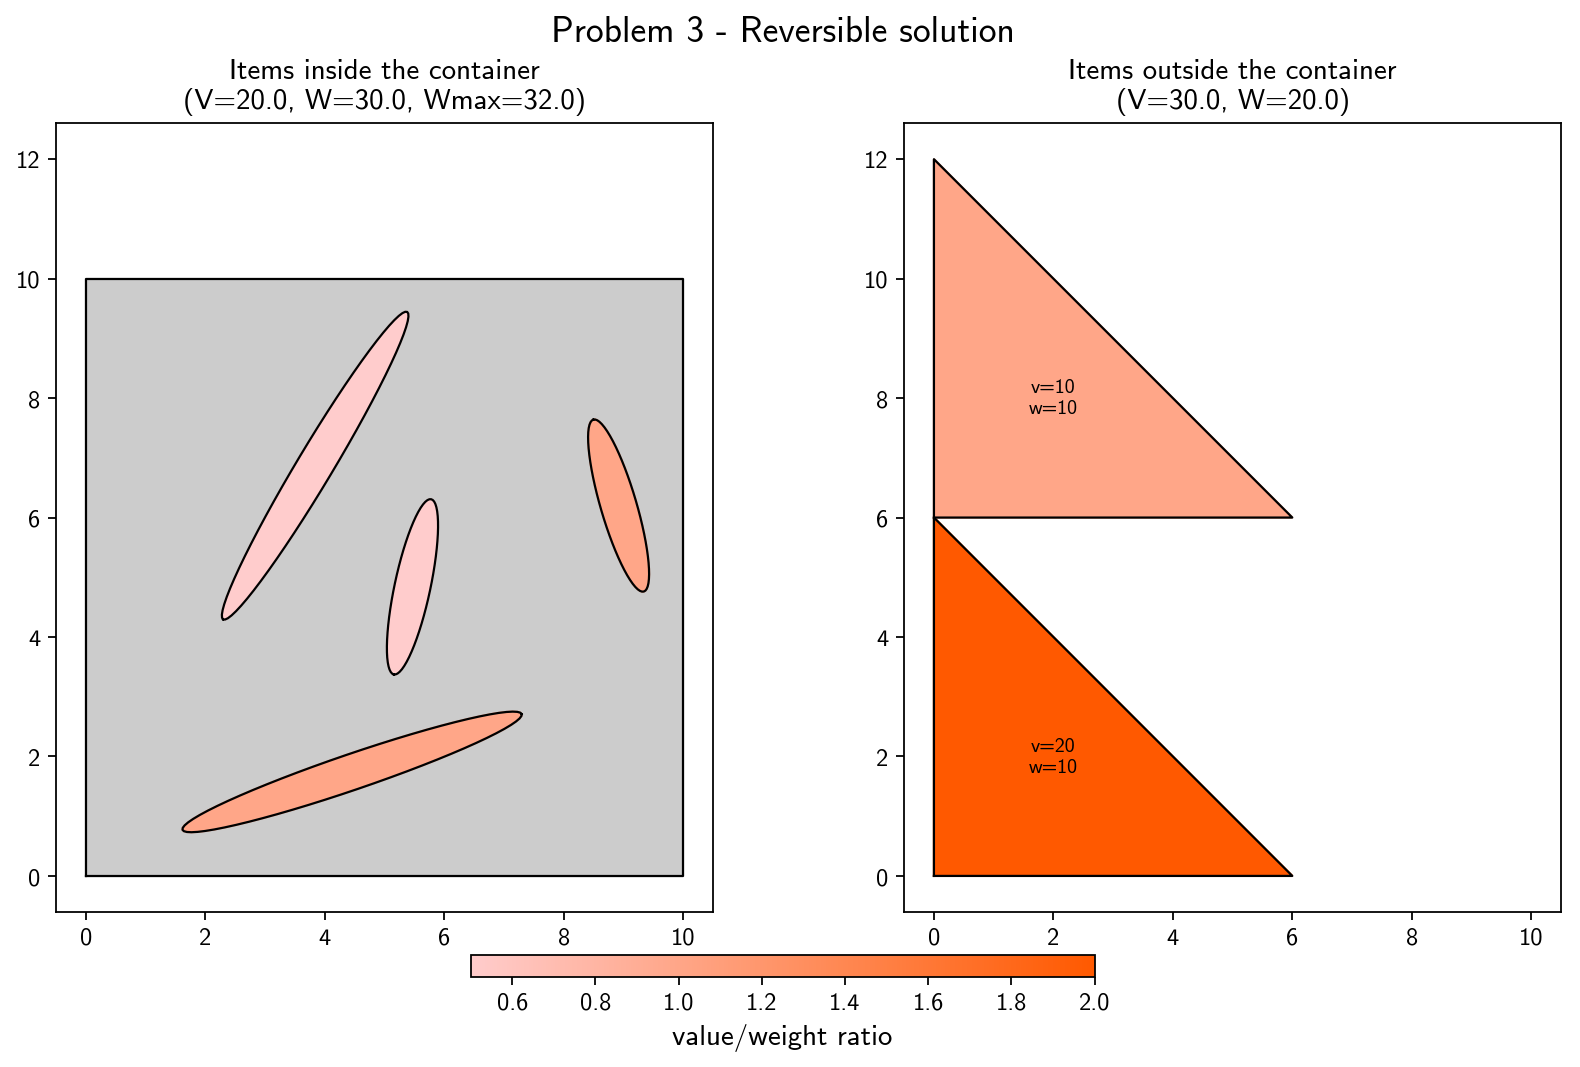 Problem 3 - Reversible solution
Items inside the container
(V=20.0, W=30.0, Wmax=32.0)
12
10
8
6
4
2
0
0 2 4 6 8 10
Items outside the container
(V=30.0, W=20.0)
12
10
8
6
4
2
0
v=10
w=10
v=20
w=10
0 2 4 6 8 10
0.6 0.8 1.0 1.2 1.4 1.6 1.8 2.0
value/weight ratio